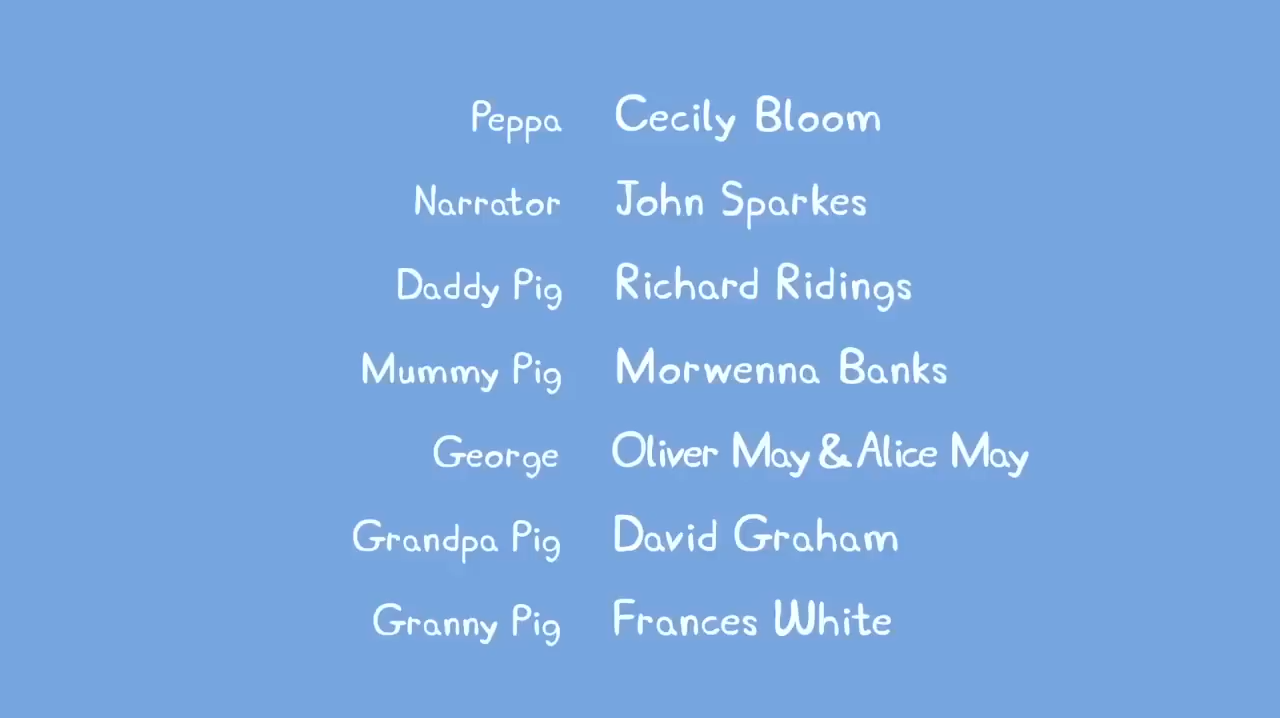 Peppa Cecily Bloom
Narrator John Sparkes
Daddy Pig Richard Ridings
Mummy Pig Morwenna Banks
George Oliver May & Alice May
Grandpa Pig David Graham
Granny Pig Frances White